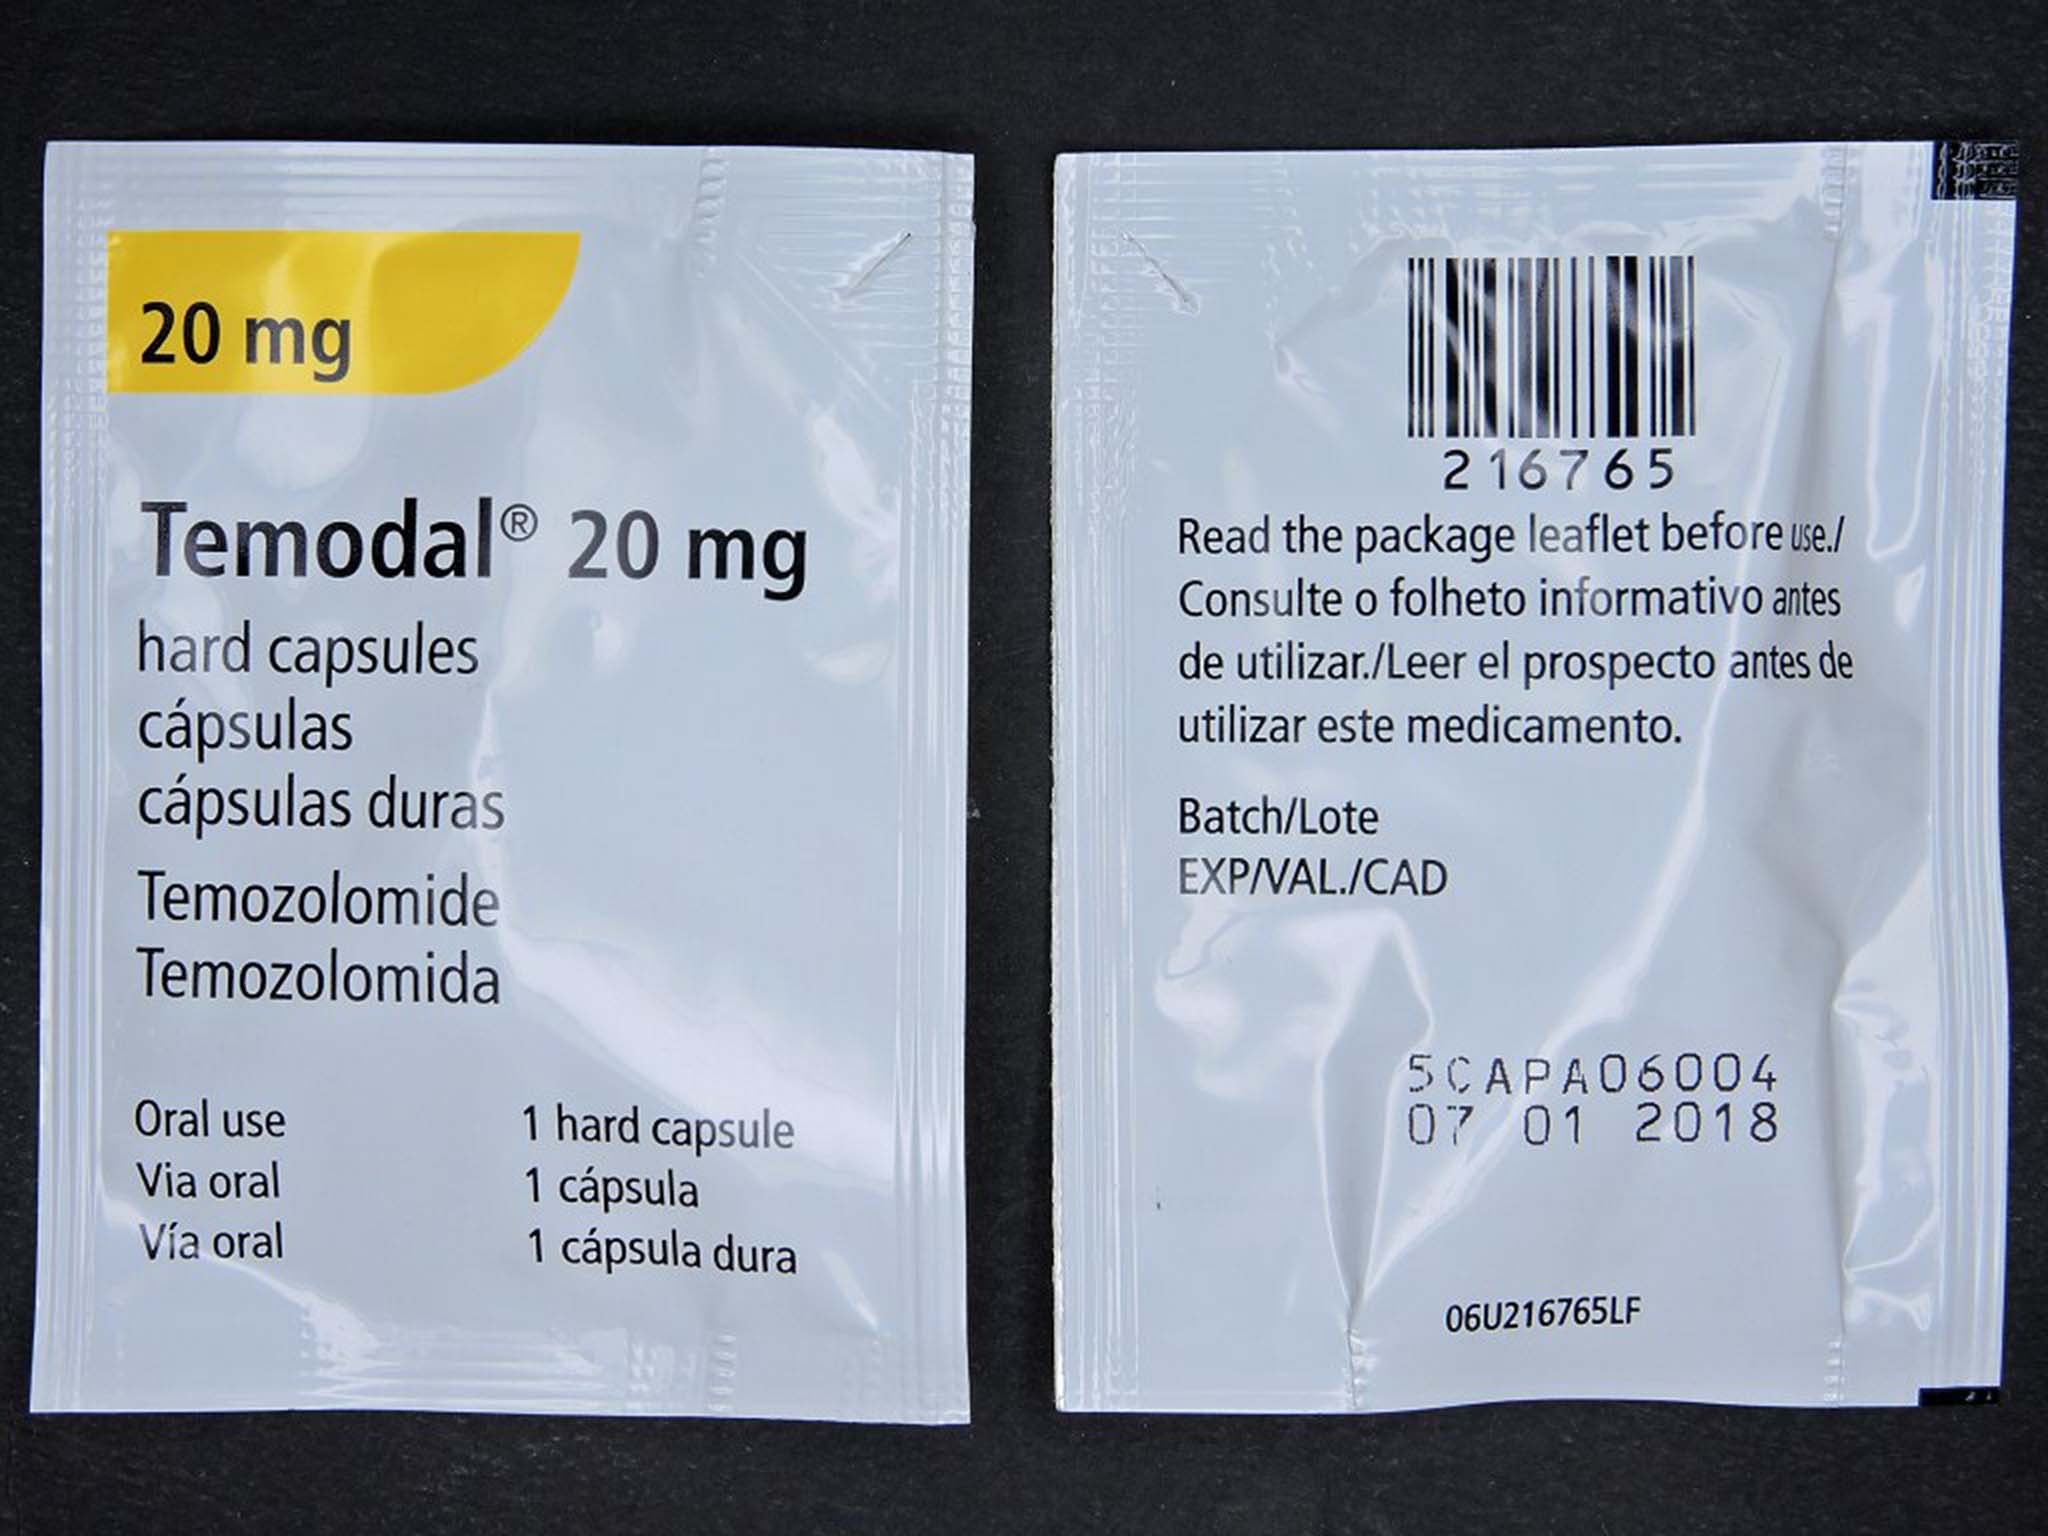 20 mg
Temodal® 20 mg
hard capsules
cápsulas
cápsulas duras
Temozolomide
Temozolomida
Oral use 1 hard capsule
Via oral 1 cápsula
Vía oral 1 cápsula dura
216765
Read the package leaflet before use./
Consulte o folheto informativo antes
de utilizar./Leer el prospecto antes de
utilizar este medicamento.
Batch/Lote
EXP/VAL./CAD
5CAPA06004
07 01 2018
06U216765LF